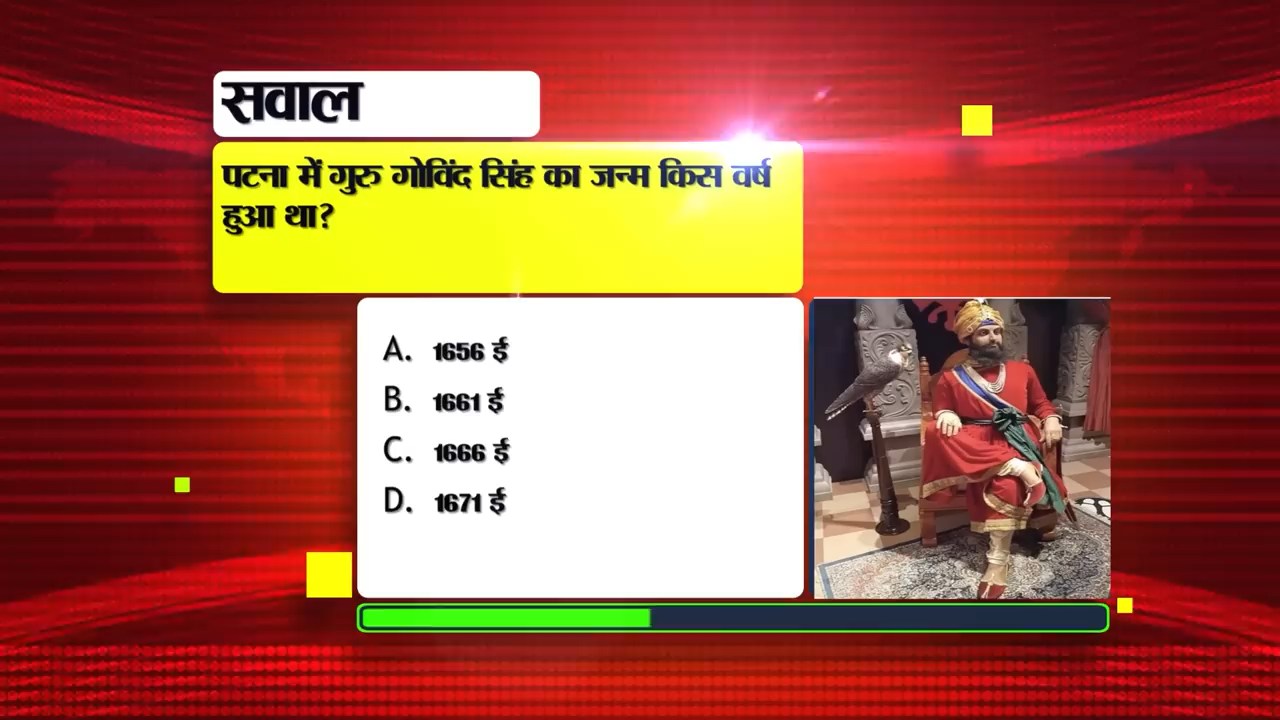 सवाल
पटना में गुरु गोविंद सिंह का जन्म किस वर्ष
हुआ था?
A. 1656 ई
B. 1661 ई
C. 1666 ई
D. 1671 ई